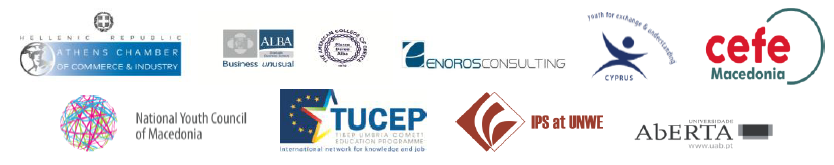 HELLENIC REPUBLIC
ATHENS CHAMBER
OF COMMERCE & INDUSTRY
ALBA
Business unusual
THE AMERICAN COLLEGE OF GREECE
ENOROSCONSULTING
youth for exchange & understanding
CYPRUS
cefe
Macedonia
National Youth Council
of Macedonia
TUCEP
TIBER UMBRIA COMETT
EDUCATION PROGRAMME
International network for knowledge and job
IPS at UNWE
UNIVERSIDADE
AbERTA
www.uab.pt